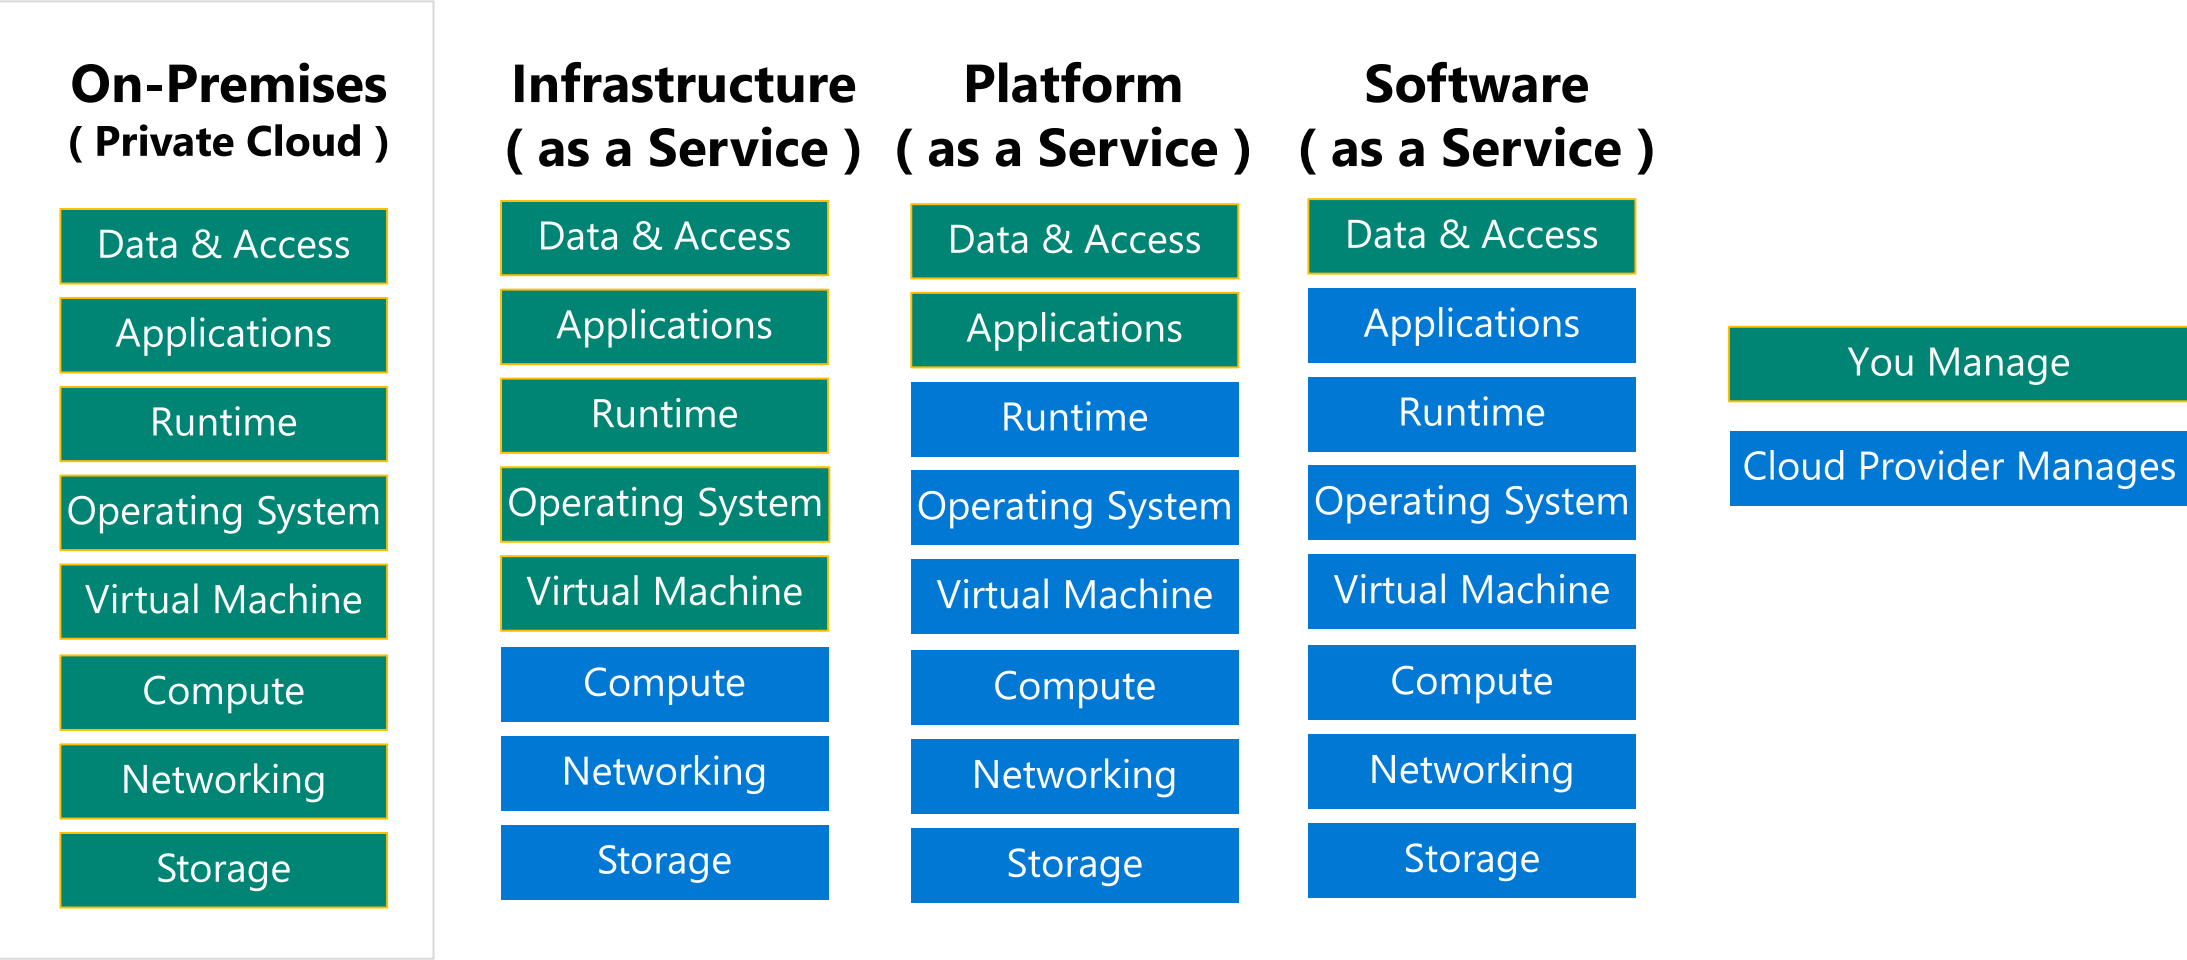 On-Premises
( Private Cloud )
Data & Access
Applications
Runtime
Operating System
Virtual Machine
Compute
Networking
Storage
Infrastructure
( as a Service )
Data & Access
Applications
Runtime
Operating System
Virtual Machine
Compute
Networking
Storage
Platform
( as a Service )
Data & Access
Applications
Runtime
Operating System
Virtual Machine
Compute
Networking
Storage
Software
( as a Service )
Data & Access
Applications
Runtime
Operating System
Virtual Machine
Compute
Networking
Storage
You Manage
Cloud Provider Manages